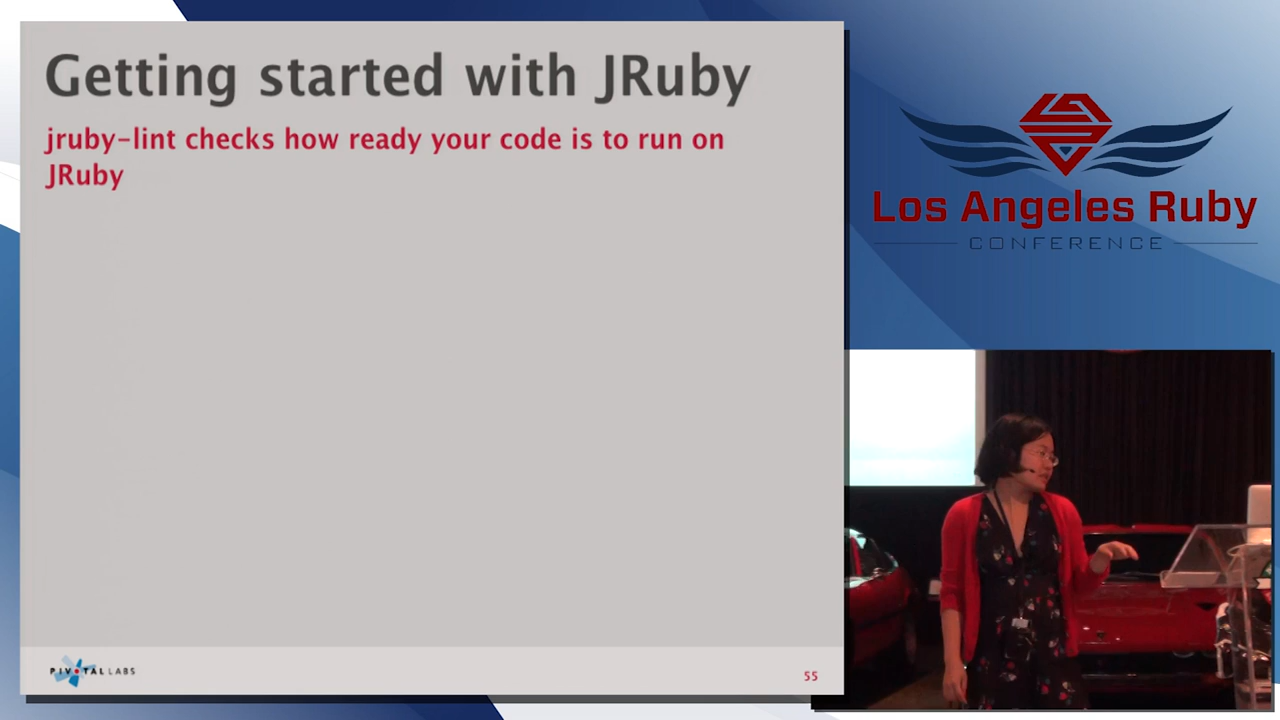 Getting started with JRuby
jruby-lint checks how ready your code is to run on
JRuby
PIVOTAL LABS
55
Los Angeles Ruby
CONFERENCE